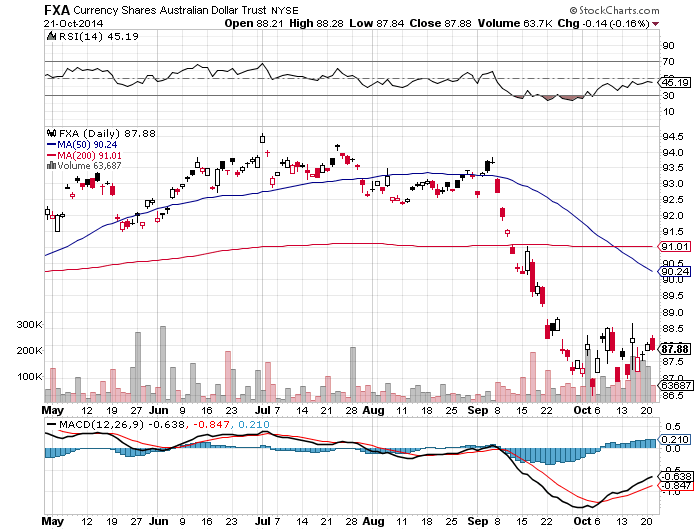 FXA Currency Shares Australian Dollar Trust NYSE © StockCharts.com
21-Oct-2014 Open 88.21 High 88.28 Low 87.84 Close 87.88 Volume 63.7K Chg -0.14 (-0.16%)
RSI(14) 45.19
90
70
50
45.19
30
10
FXA (Daily) 87.88
MA(50) 90.24
MA(200) 91.01
Volume 63,687
94.5
94.0
93.5
93.0
92.5
92.0
91.5
91.01
90.5
90.24
89.5
89.0
88.5
87.88
87.5
87.0
63687
86.5
300K
200K
100K
May 12 19 27 Jun 9 16 23 Jul 7 14 21 28 Aug 11 18 25 Sep 8 15 22 Oct 6 13 20
MACD(12,26,9) -0.638, -0.847, 0.210
0.5
0.210
0.0
-0.638
-0.847
-1.0
May 12 19 27 Jun 9 16 23 Jul 7 14 21 28 Aug 11 18 25 Sep 8 15 22 Oct 6 13 20